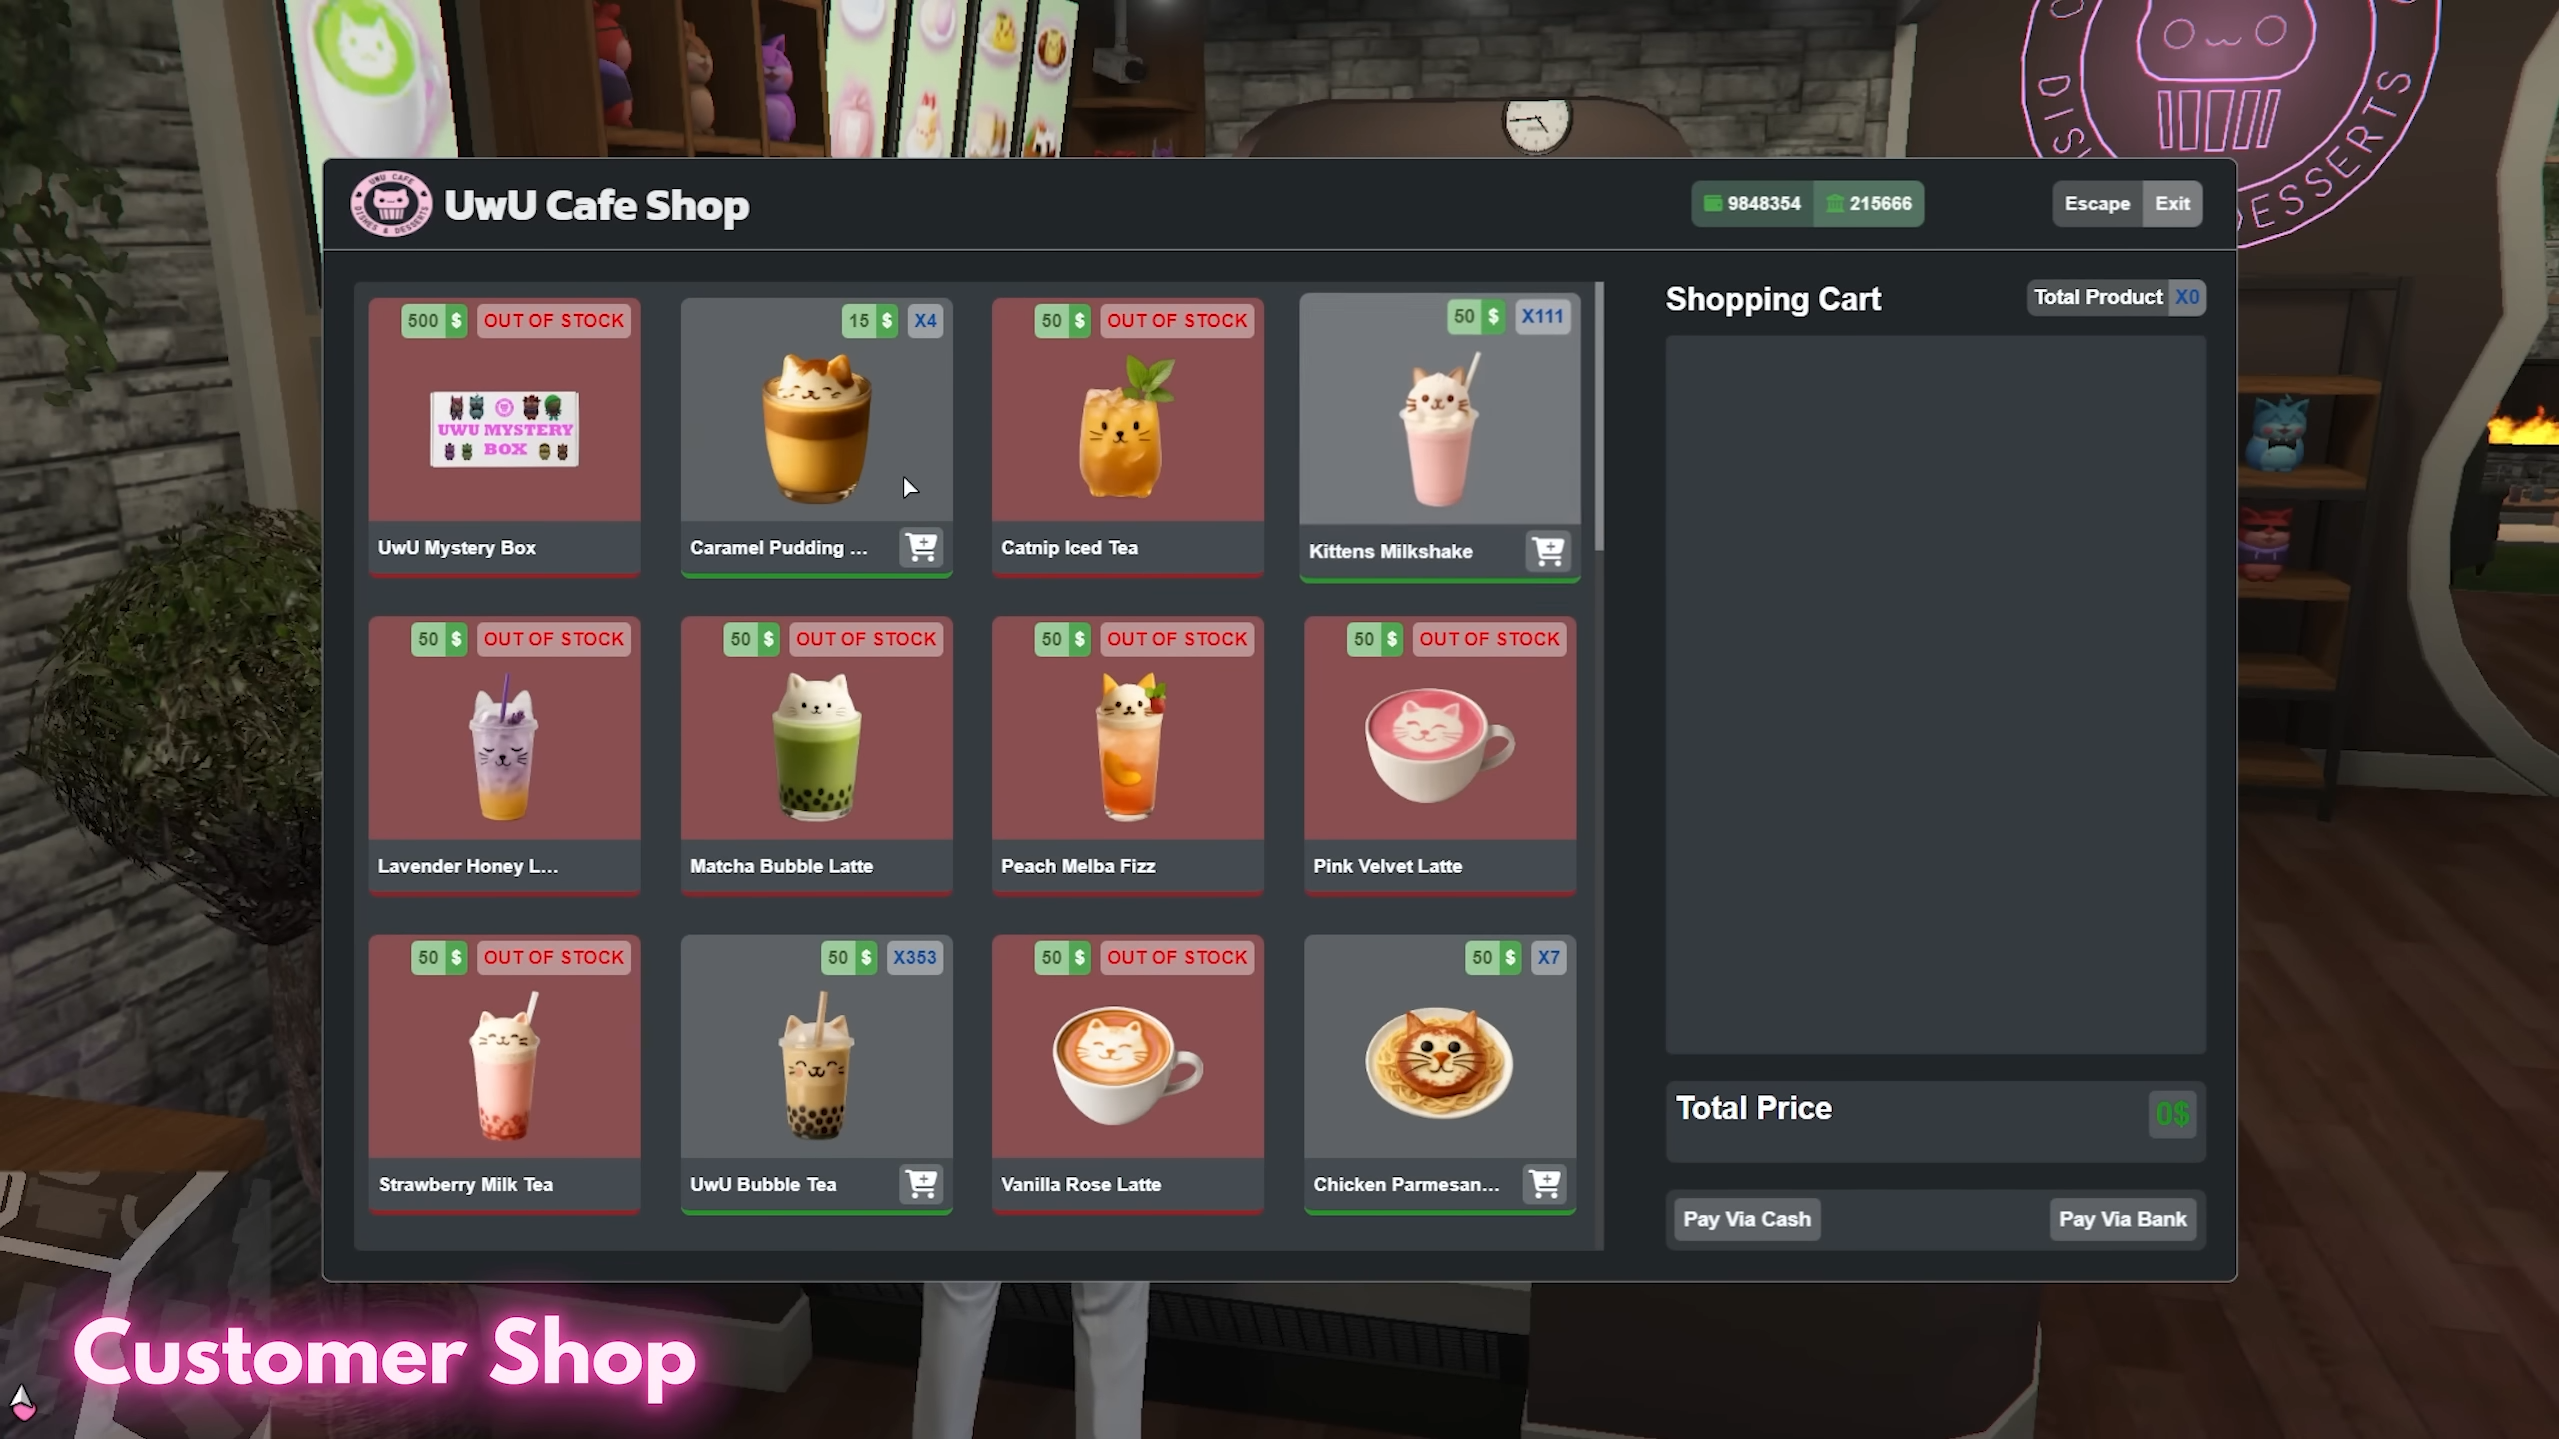 UwU Cafe Shop
9848354
215666
Escape
Exit
UWU CAFE
DISHES & DESSERTS
DESSERTS
500 $
OUT OF STOCK
UWU MYSTERY
BOX
UwU Mystery Box
15 $
X4
Caramel Pudding ...
50 $
OUT OF STOCK
Catnip Iced Tea
50 $
X111
Kittens Milkshake
50 $
OUT OF STOCK
Lavender Honey L...
50 $
OUT OF STOCK
Matcha Bubble Latte
50 $
OUT OF STOCK
Peach Melba Fizz
50 $
OUT OF STOCK
Pink Velvet Latte
50 $
OUT OF STOCK
Strawberry Milk Tea
50 $
X353
UwU Bubble Tea
50 $
OUT OF STOCK
Vanilla Rose Latte
50 $
X7
Chicken Parmesan...
Shopping Cart
Total Product X0
Total Price
0$
Pay Via Cash
Pay Via Bank
Customer Shop